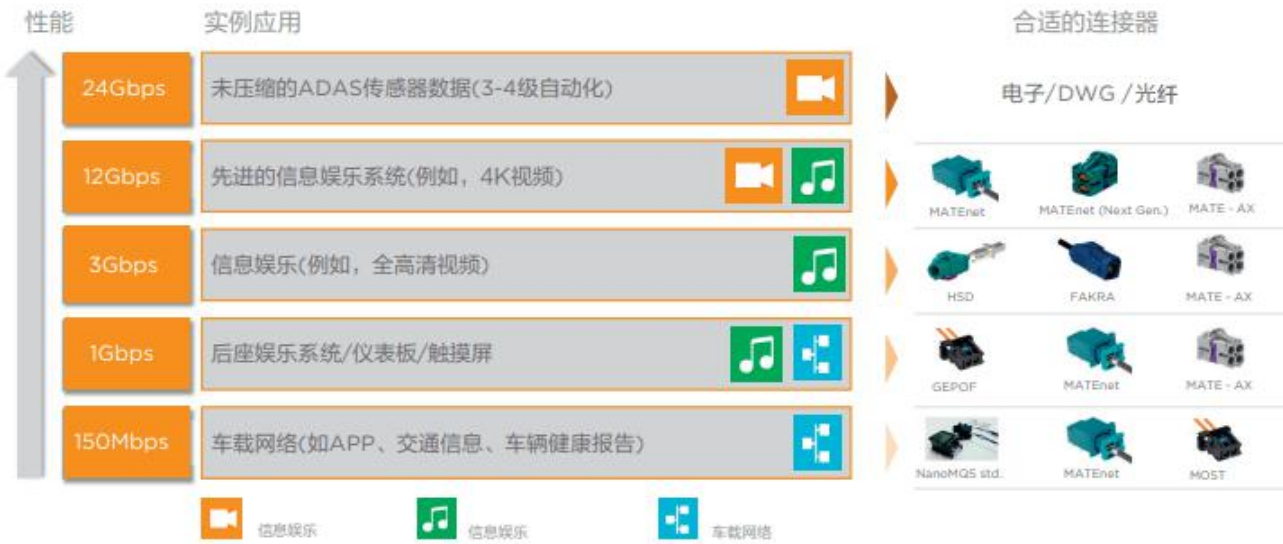 性能 实例应用 合适的连接器
24Gbps 未压缩的ADAS传感器数据(3-4级自动化) 电子/DWG /光纤
12Gbps 先进的信息娱乐系统(例如，4K视频)
MATEnet MATEnet (Next Gen.) MATE - AX
3Gbps 信息娱乐(例如，全高清视频)
HSD FAKRA MATE - AX
1Gbps 后座娱乐系统/仪表板/触摸屏
GEPOF MATEnet MATE - AX
150Mbps 车载网络(如APP、交通信息、车辆健康报告)
NanoMQS std. MATEnet MOST
信息娱乐 信息娱乐 车载网络